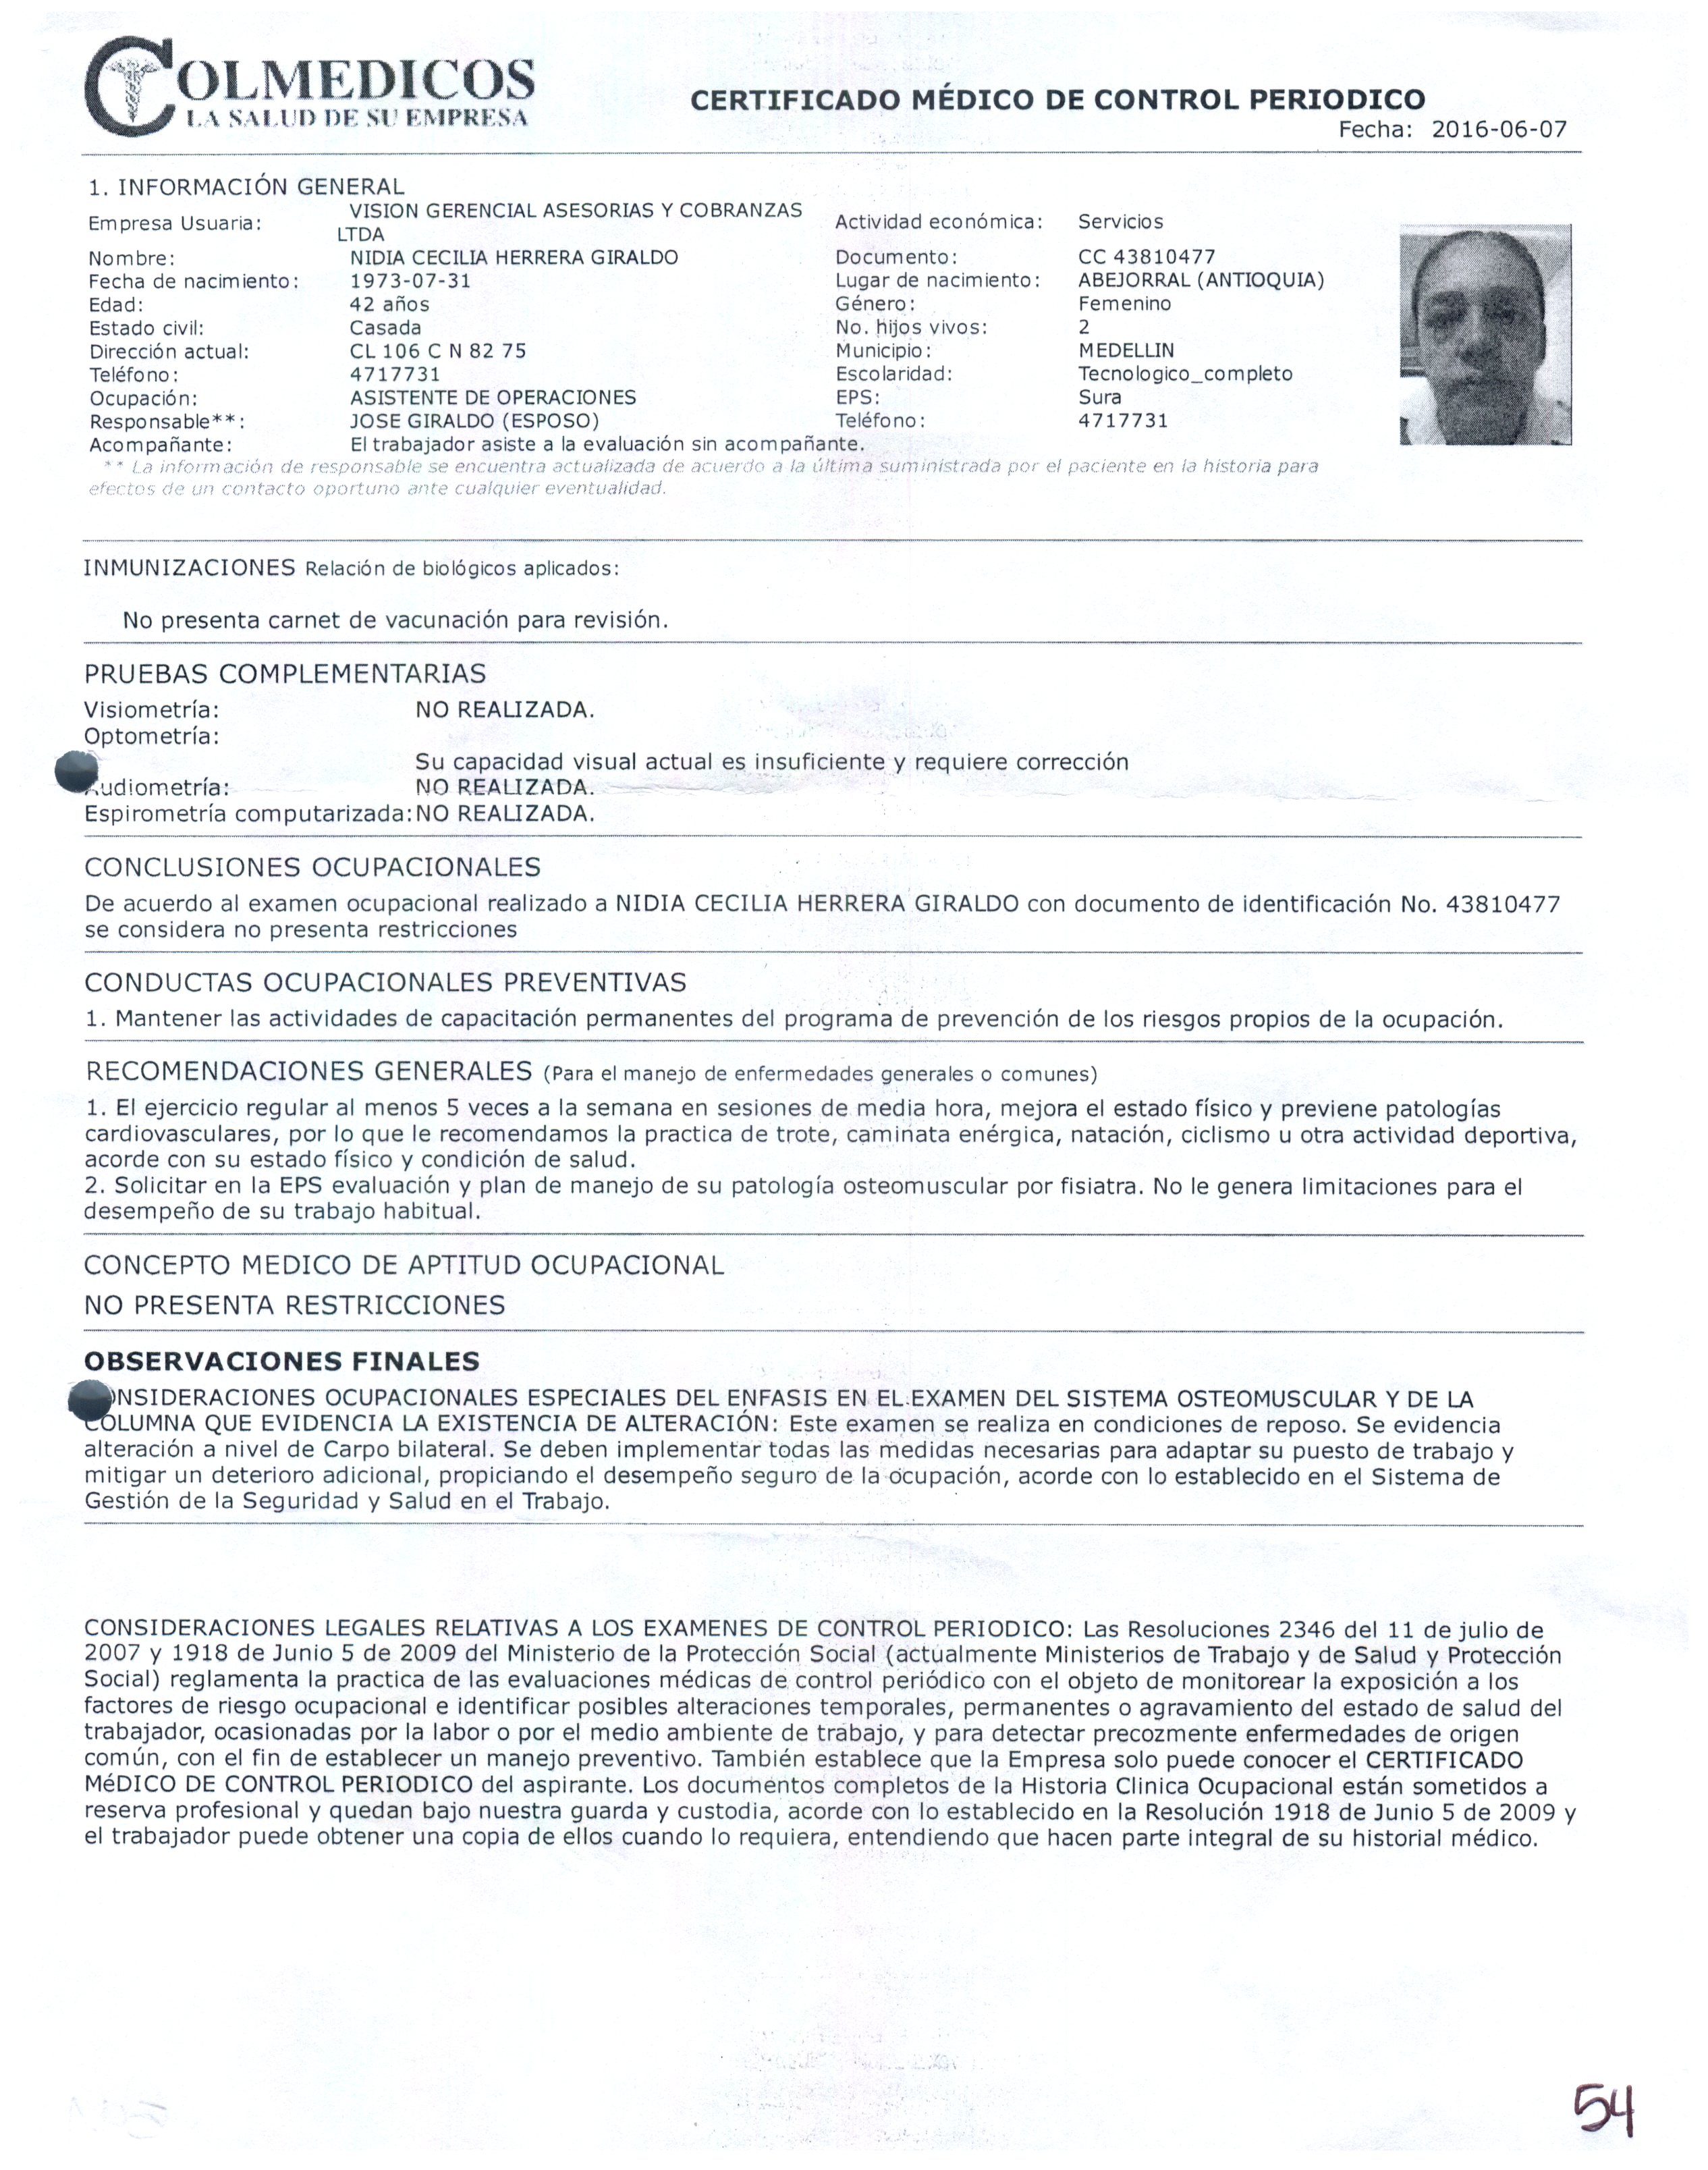 COLMEDICOS
LA SALUD DE SU EMPRESA
CERTIFICADO MÉDICO DE CONTROL PERIODICO
Fecha: 2016-06-07
1. INFORMACIÓN GENERAL
Empresa Usuaria: VISION GERENCIAL ASESORIAS Y COBRANZAS LTDA Actividad económica: Servicios
Nombre: NIDIA CECILIA HERRERA GIRALDO Documento: CC 43810477
Fecha de nacimiento: 1973-07-31 Lugar de nacimiento: ABEJORRAL (ANTIOQUIA)
Edad: 42 años Género: Femenino
Estado civil: Casada No. hijos vivos: 2
Dirección actual: CL 106 C N 82 75 Municipio: MEDELLIN
Teléfono: 4717731 Escolaridad: Tecnologico_completo
Ocupación: ASISTENTE DE OPERACIONES EPS: Sura
Responsable**: JOSE GIRALDO (ESPOSO) Teléfono: 4717731
Acompañante: El trabajador asiste a la evaluación sin acompañante.
** La información de responsable se encuentra actualizada de acuerdo a la última suministrada por el paciente en la historia para
efectos de un contacto oportuno ante cualquier eventualidad.
INMUNIZACIONES Relación de biológicos aplicados:
No presenta carnet de vacunación para revisión.
PRUEBAS COMPLEMENTARIAS
Visiometría: NO REALIZADA.
Optometría:
Su capacidad visual actual es insuficiente y requiere corrección
Audiometría: NO REALIZADA.
Espirometría computarizada: NO REALIZADA.
CONCLUSIONES OCUPACIONALES
De acuerdo al examen ocupacional realizado a NIDIA CECILIA HERRERA GIRALDO con documento de identificación No. 43810477
se considera no presenta restricciones
CONDUCTAS OCUPACIONALES PREVENTIVAS
1. Mantener las actividades de capacitación permanentes del programa de prevención de los riesgos propios de la ocupación.
RECOMENDACIONES GENERALES (Para el manejo de enfermedades generales o comunes)
1. El ejercicio regular al menos 5 veces a la semana en sesiones de media hora, mejora el estado físico y previene patologías
cardiovasculares, por lo que le recomendamos la practica de trote, caminata enérgica, natación, ciclismo u otra actividad deportiva,
acorde con su estado físico y condición de salud.
2. Solicitar en la EPS evaluación y plan de manejo de su patología osteomuscular por fisiatra. No le genera limitaciones para el
desempeño de su trabajo habitual.
CONCEPTO MEDICO DE APTITUD OCUPACIONAL
NO PRESENTA RESTRICCIONES
OBSERVACIONES FINALES
CONSIDERACIONES OCUPACIONALES ESPECIALES DEL ENFASIS EN EL EXAMEN DEL SISTEMA OSTEOMUSCULAR Y DE LA
COLUMNA QUE EVIDENCIA LA EXISTENCIA DE ALTERACIÓN: Este examen se realiza en condiciones de reposo. Se evidencia
alteración a nivel de Carpo bilateral. Se deben implementar todas las medidas necesarias para adaptar su puesto de trabajo y
mitigar un deterioro adicional, propiciando el desempeño seguro de la ocupación, acorde con lo establecido en el Sistema de
Gestión de la Seguridad y Salud en el Trabajo.
CONSIDERACIONES LEGALES RELATIVAS A LOS EXAMENES DE CONTROL PERIODICO: Las Resoluciones 2346 del 11 de julio de
2007 y 1918 de Junio 5 de 2009 del Ministerio de la Protección Social (actualmente Ministerios de Trabajo y de Salud y Protección
Social) reglamenta la practica de las evaluaciones médicas de control periódico con el objeto de monitorear la exposición a los
factores de riesgo ocupacional e identificar posibles alteraciones temporales, permanentes o agravamiento del estado de salud del
trabajador, ocasionadas por la labor o por el medio ambiente de trabajo, y para detectar precozmente enfermedades de origen
común, con el fin de establecer un manejo preventivo. También establece que la Empresa solo puede conocer el CERTIFICADO
MéDICO DE CONTROL PERIODICO del aspirante. Los documentos completos de la Historia Clinica Ocupacional están sometidos a
reserva profesional y quedan bajo nuestra guarda y custodia, acorde con lo establecido en la Resolución 1918 de Junio 5 de 2009 y
el trabajador puede obtener una copia de ellos cuando lo requiera, entendiendo que hacen parte integral de su historial médico.
54